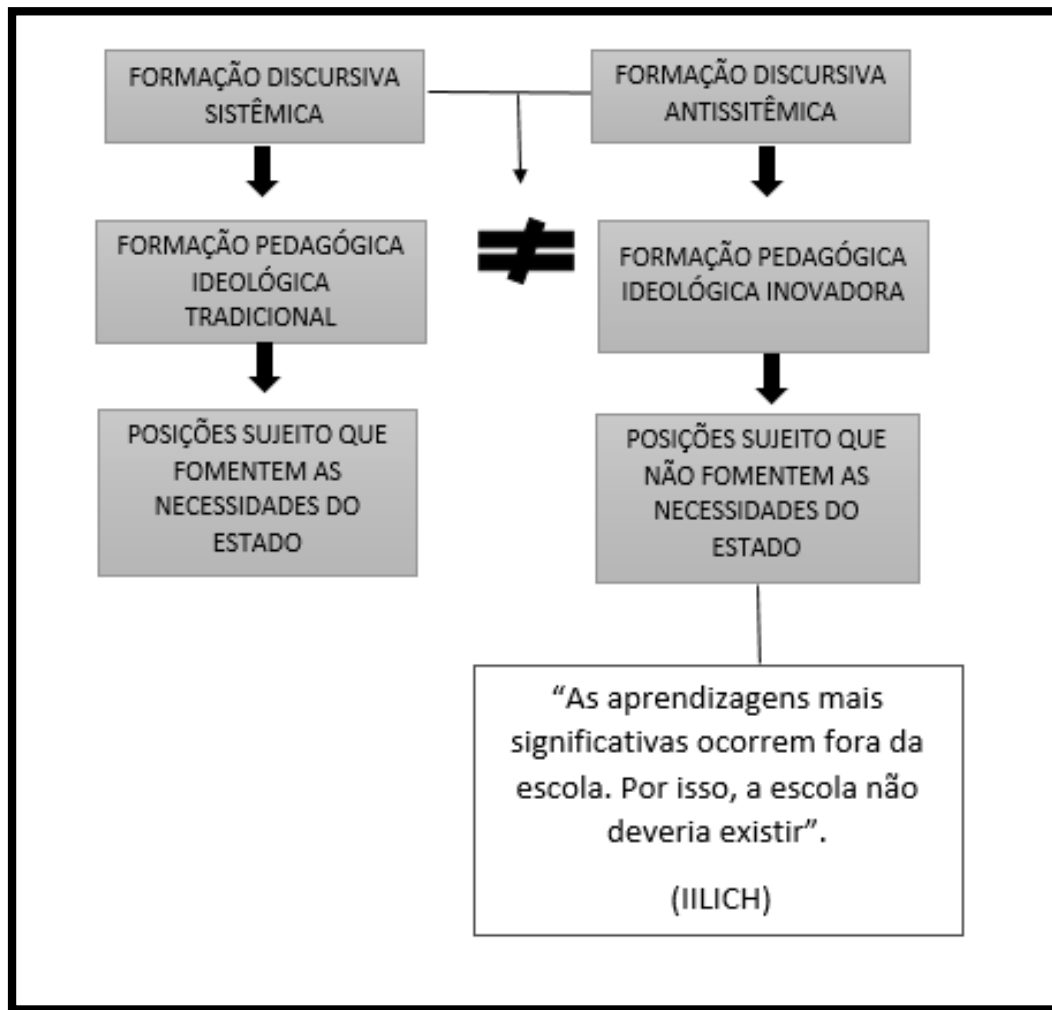 FORMAÇÃO DISCURSIVA
SISTÊMICA
FORMAÇÃO DISCURSIVA
ANTISSITÊMICA
FORMAÇÃO PEDAGÓGICA
IDEOLÓGICA
TRADICIONAL
≠
FORMAÇÃO PEDAGÓGICA
IDEOLÓGICA INOVADORA
POSIÇÕES SUJEITO QUE
FOMENTEM AS
NECESSIDADES DO
ESTADO
POSIÇÕES SUJEITO QUE
NÃO FOMENTEM AS
NECESSIDADES DO
ESTADO
“As aprendizagens mais
significativas ocorrem fora da
escola. Por isso, a escola não
deveria existir”.
(IILICH)